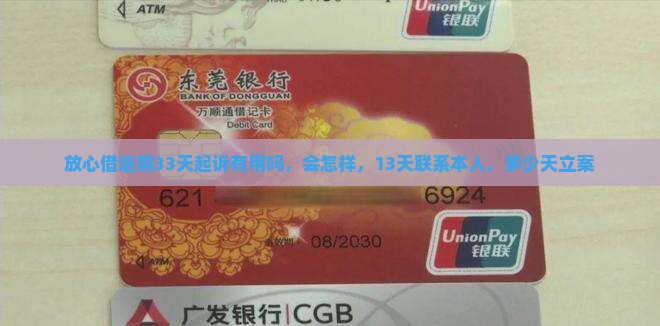 ATM
UnionPay
银联
东莞银行
BANK OF DONGGUAN
万顺通借记卡
Debit Card
放心借逾期33天起诉有用吗，会怎样，13天联系本人，多少天立案
621
6924
有效期
08/2030
ATM
UnionPay
银联
广发银行|CGB